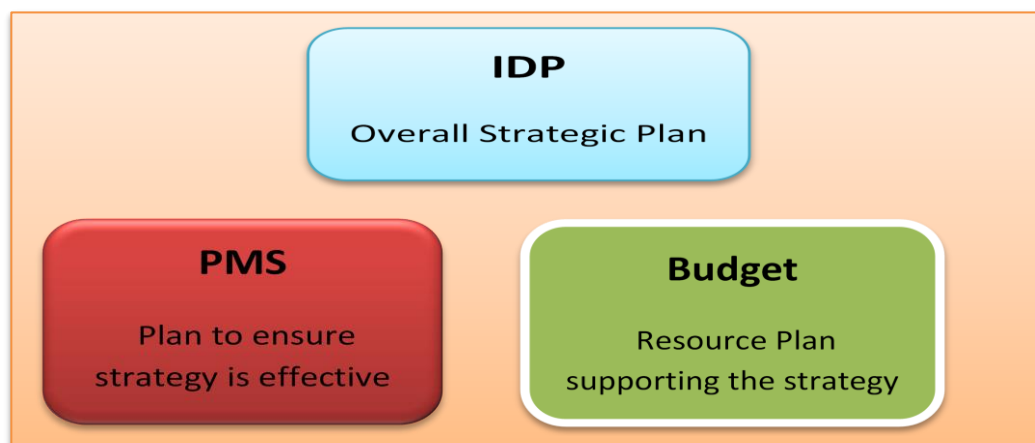 IDP
Overall Strategic Plan
PMS
Plan to ensure
strategy is effective
Budget
Resource Plan
supporting the strategy